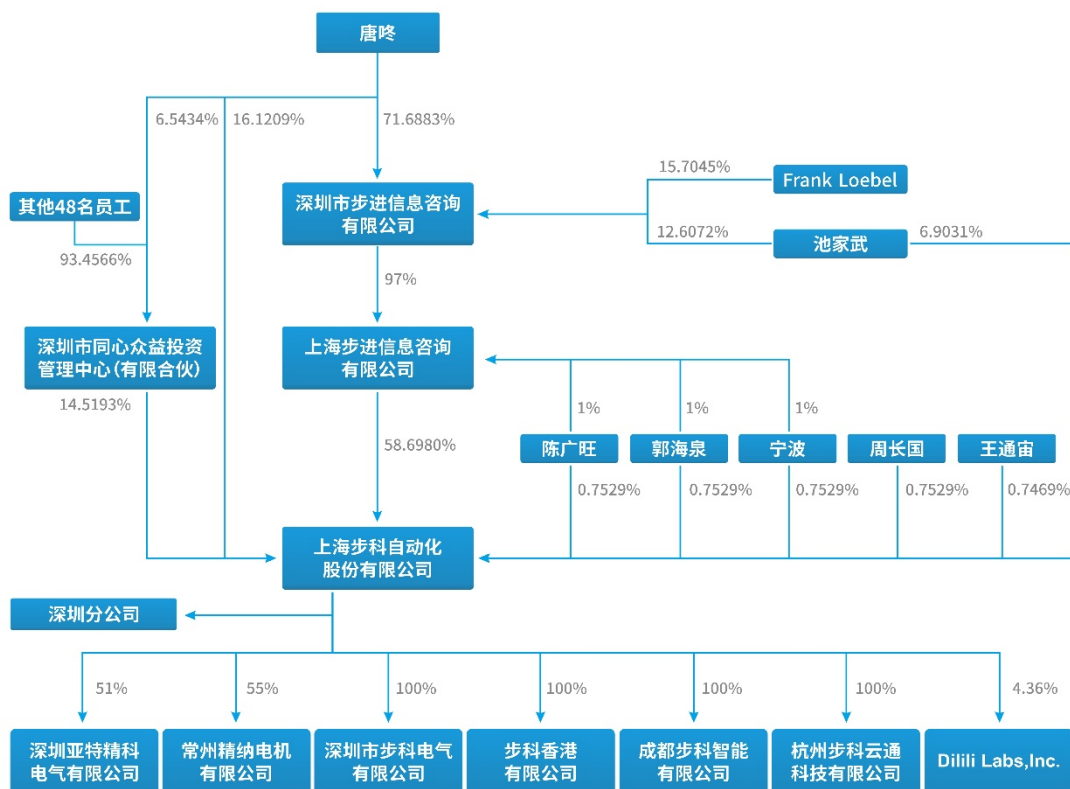 唐咚
6.5434%
16.1209%
71.6883%
15.7045%
Frank Loebel
其他48名员工
深圳市步进信息咨询
有限公司
12.6072%
池家武
6.9031%
93.4566%
97%
深圳市同心众益投资
管理中心(有限合伙)
上海步进信息咨询
有限公司
14.5193%
1%
1%
1%
58.6980%
陈广旺
郭海泉
宁波
周长国
王通宙
0.7529%
0.7529%
0.7529%
0.7529%
0.7469%
上海步科自动化
股份有限公司
深圳分公司
51%
55%
100%
100%
100%
100%
4.36%
深圳亚特精科
电气有限公司
常州精纳电机
有限公司
深圳市步科电气
有限公司
步科香港
有限公司
成都步科智能
有限公司
杭州步科云通
科技有限公司
Dilili Labs,Inc.